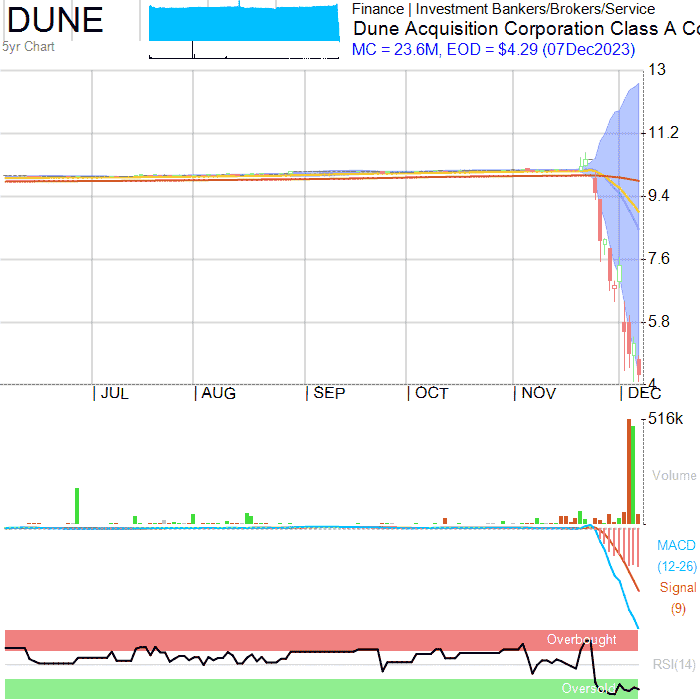 DUNE
5yr Chart
Finance | Investment Bankers/Brokers/Service
Dune Acquisition Corporation Class A Co
MC = 23.6M, EOD = $4.29 (07Dec2023)
13
11.2
9.4
7.6
5.8
4
JUL AUG SEP OCT NOV DEC
516k
Volume
MACD
(12-26)
Signal
(9)
Overbought
RSI(14)
Oversold